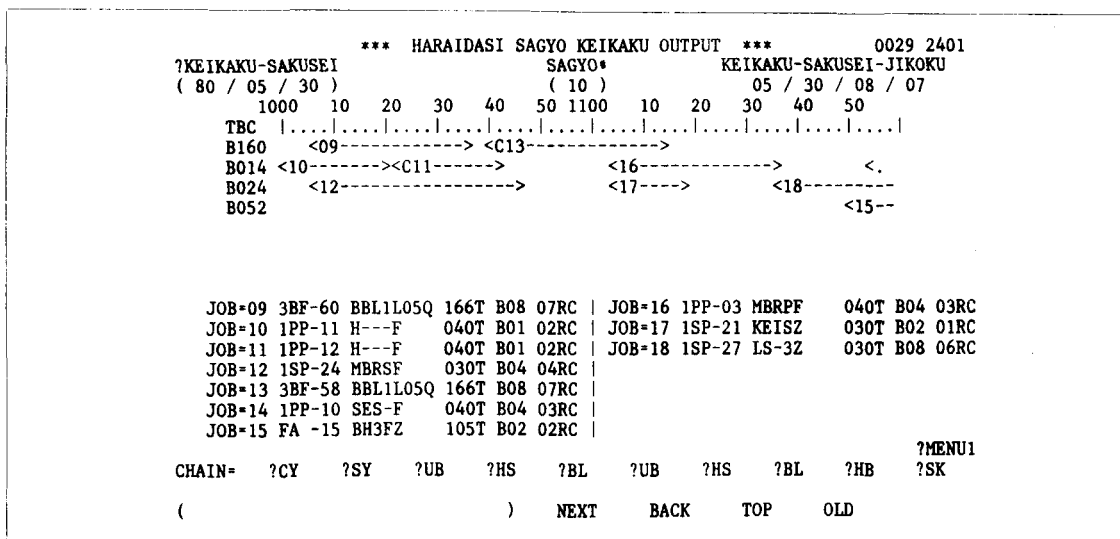 *** HARAIDASI SAGYO KEIKAKU OUTPUT *** 0029 2401
?KEIKAKU-SAKUSEI SAGYO* KEIKAKU-SAKUSEI-JIKOKU
( 80 / 05 / 30 ) ( 10 ) 05 / 30 / 08 / 07
1000 10 20 30 40 50 1100 10 20 30 40 50
TBC |....|....|....|....|....|....|....|....|....|....|....|....|
B160 <09------------> <C13-------------->
B014 <10-------><C11-------> <16-------------> <.
B024 <12-----------------> <17----> <18---------
B052 <15--
JOB=09 3BF-60 BBL1L05Q 166T B08 07RC | JOB=16 1PP-03 MBRPF 040T B04 03RC
JOB=10 1PP-11 H---F 040T B01 02RC | JOB=17 1SP-21 KEISZ 030T B02 01RC
JOB=11 1PP-12 H---F 040T B01 02RC | JOB=18 1SP-27 LS-3Z 030T B08 06RC
JOB=12 1SP-24 MBRSF 030T B04 04RC |
JOB=13 3BF-58 BBL1L05Q 166T B08 07RC |
JOB=14 1PP-10 SES-F 040T B04 03RC |
JOB=15 FA -15 BH3FZ 105T B02 02RC |
?MENU1
CHAIN= ?CY ?SY ?UB ?HS ?BL ?UB ?HS ?BL ?HB ?SK
( ) NEXT BACK TOP OLD